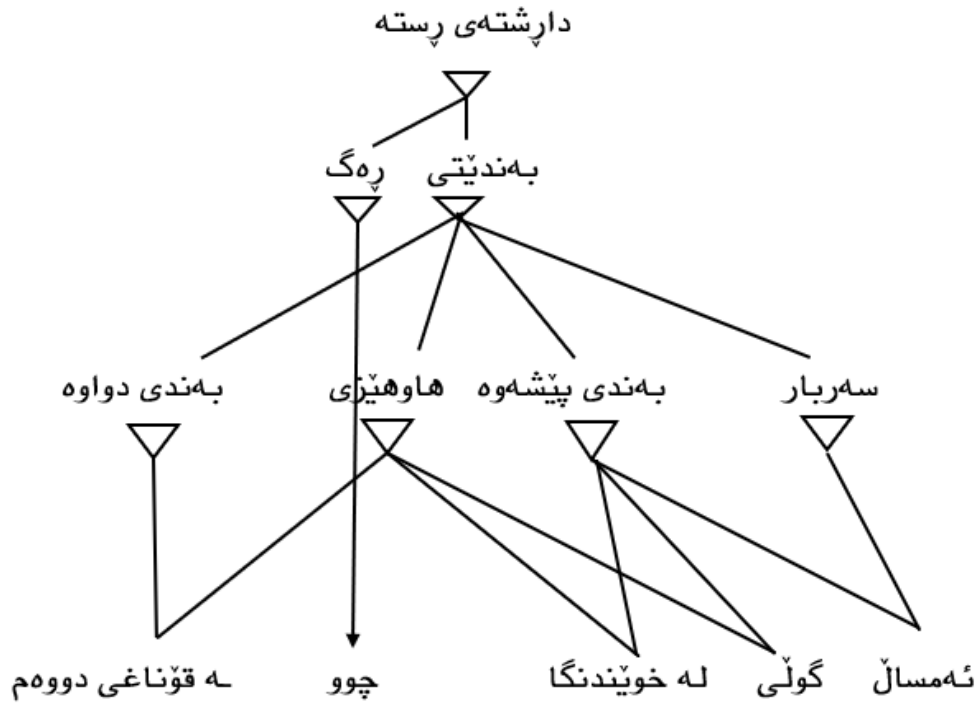 داڕشتەی ڕستە
بەندێتی ڕەگ
سەربار بەندی پێشەوە هاوهێزی بەندی دواوە
ئەمساڵ گوڵی لە خوێندنگا چوو ـە قۆناغی دووەم